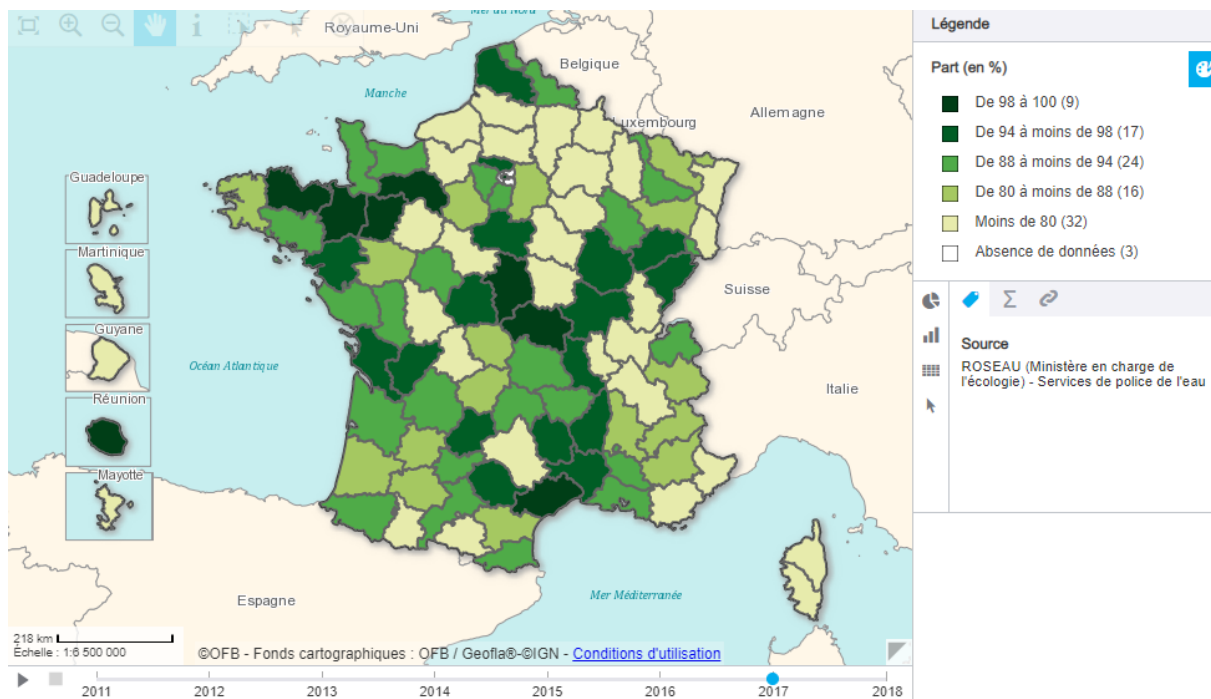 Mer du Nord
Royaume-Uni
Belgique
Manche
Luxembourg
Allemagne
Guadeloupe
Martinique
Suisse
Guyane
Océan Atlantique
Italie
Réunion
Mayotte
Mer Méditerranée
Espagne
218 km
Échelle : 1:6 500 000
©OFB - Fonds cartographiques : OFB / Geofla®-©IGN - Conditions d'utilisation
2011 2012 2013 2014 2015 2016 2017 2018
Légende
Part (en %)
De 98 à 100 (9)
De 94 à moins de 98 (17)
De 88 à moins de 94 (24)
De 80 à moins de 88 (16)
Moins de 80 (32)
Absence de données (3)
Source
ROSEAU (Ministère en charge de
l'écologie) - Services de police de l'eau